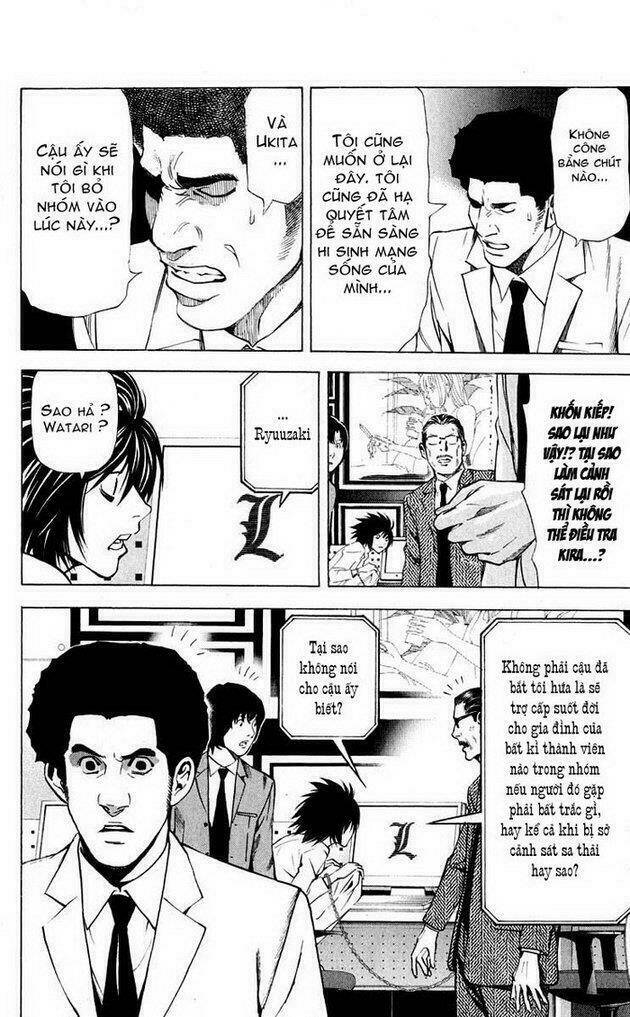 KHÔNG
CÔNG
BẰNG CHÚT
NÀO...
TÔI CŨNG
MUỐN Ở LẠI
ĐÂY. TÔI
CŨNG ĐÃ HẠ
QUYẾT TÂM
ĐỂ SẴN SÀNG
HI SINH MẠNG
SỐNG CỦA
MÌNH...
VÀ
UKITA
...
CẬU ẤY SẼ
NÓI GÌ KHI
TÔI BỎ
NHÓM VÀO
LÚC NÀY...?
KHỐN KIẾP!
SAO LẠI NHƯ
VẬY!? TẠI SAO
LÀM CẢNH
SÁT LẠI RỒI
THÌ KHÔNG
THỂ ĐIỀU TRA
KIRA...?
...
Ryuuzaki
L
SAO HẢ ?
WATARI ?
Không phải cậu đã
bắt tôi hứa là sẽ
trợ cấp suốt đời
cho gia đình của
bất kì thành viên
nào trong nhóm
nếu người đó gặp
phải bất trắc gì,
hay kể cả khi bị sở
cảnh sát sa thải
hay sao?
Tại sao
không nói
cho cậu ấy
biết?
L